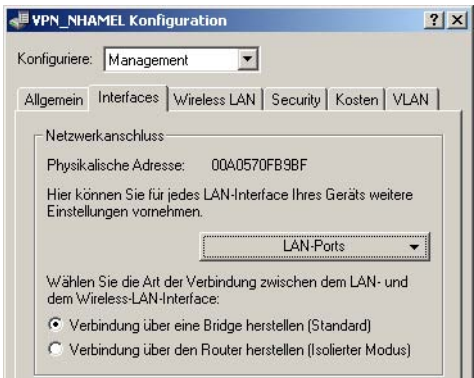 VPN_NHAMEL Konfiguration
Konfiguriere: Management
Allgemein Interfaces Wireless LAN Security Kosten VLAN
Netzwerkanschluss
Physikalische Adresse: 00A0570FB9BF
Hier können Sie für jedes LAN-Interface Ihres Geräts weitere
Einstellungen vornehmen.
LAN-Ports
Wählen Sie die Art der Verbindung zwischen dem LAN- und
dem Wireless-LAN-Interface:
Verbindung über eine Bridge herstellen (Standard)
Verbindung über den Router herstellen (Isolierter Modus)